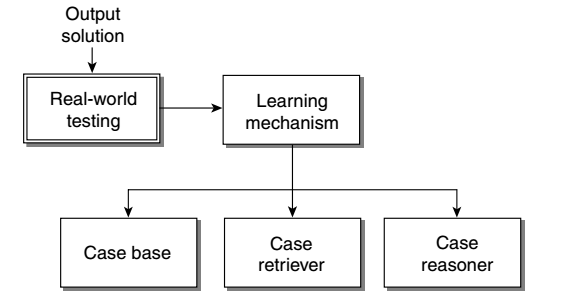 Output
solution
Real-world
testing
Learning
mechanism
Case base
Case
retriever
Case
reasoner